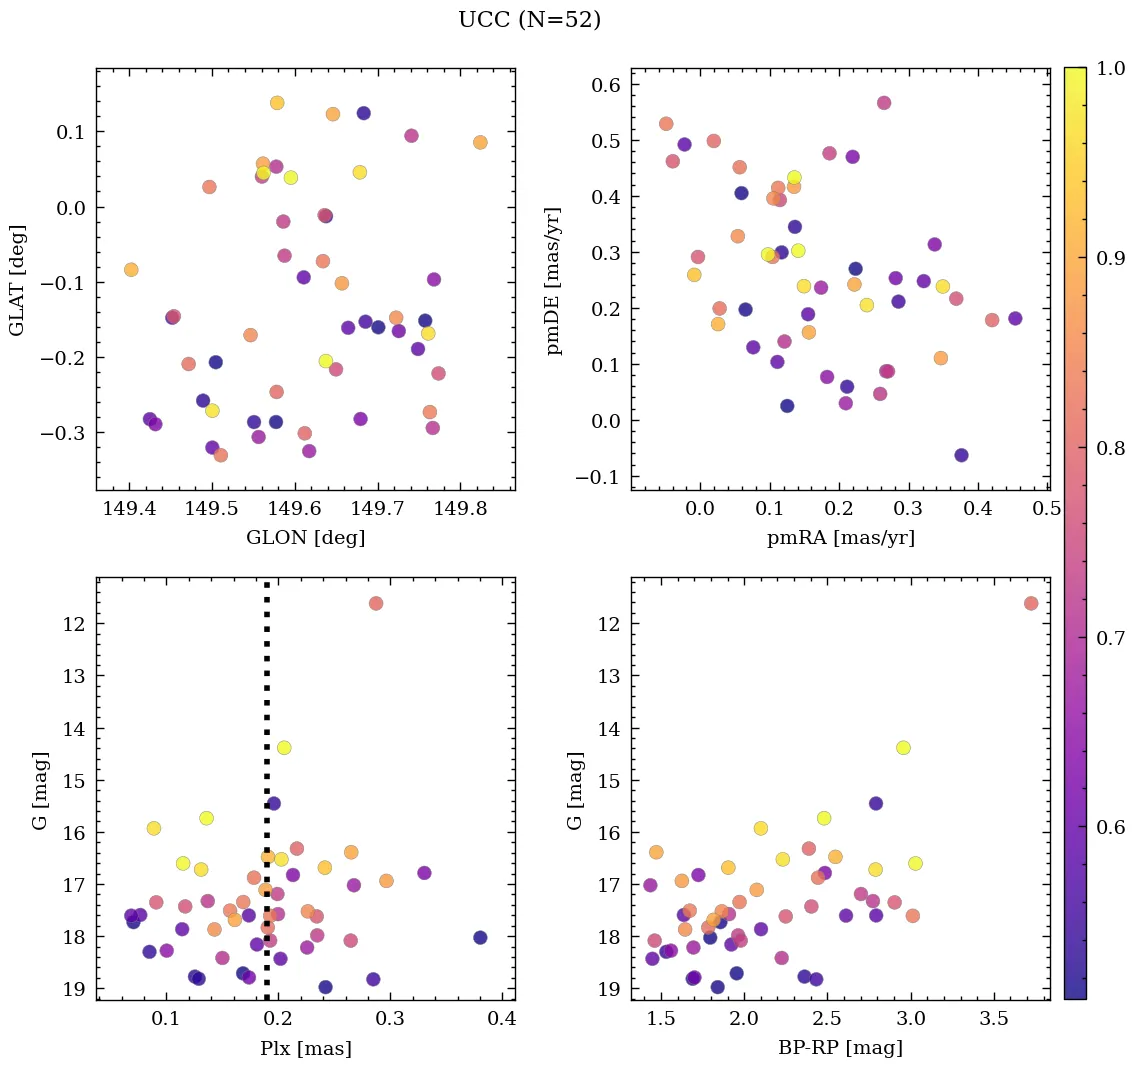 UCC (N=52)
0.1
0.0
−0.1
−0.2
−0.3
GLAT [deg]
149.4 149.5 149.6 149.7 149.8
GLON [deg]
0.6
0.5
0.4
0.3
0.2
0.1
0.0
−0.1
pmDE [mas/yr]
0.0 0.1 0.2 0.3 0.4 0.5
pmRA [mas/yr]
1.0
0.9
0.8
0.7
0.6
12
13
14
15
16
17
18
19
G [mag]
0.1 0.2 0.3 0.4
Plx [mas]
12
13
14
15
16
17
18
19
G [mag]
1.5 2.0 2.5 3.0 3.5
BP-RP [mag]